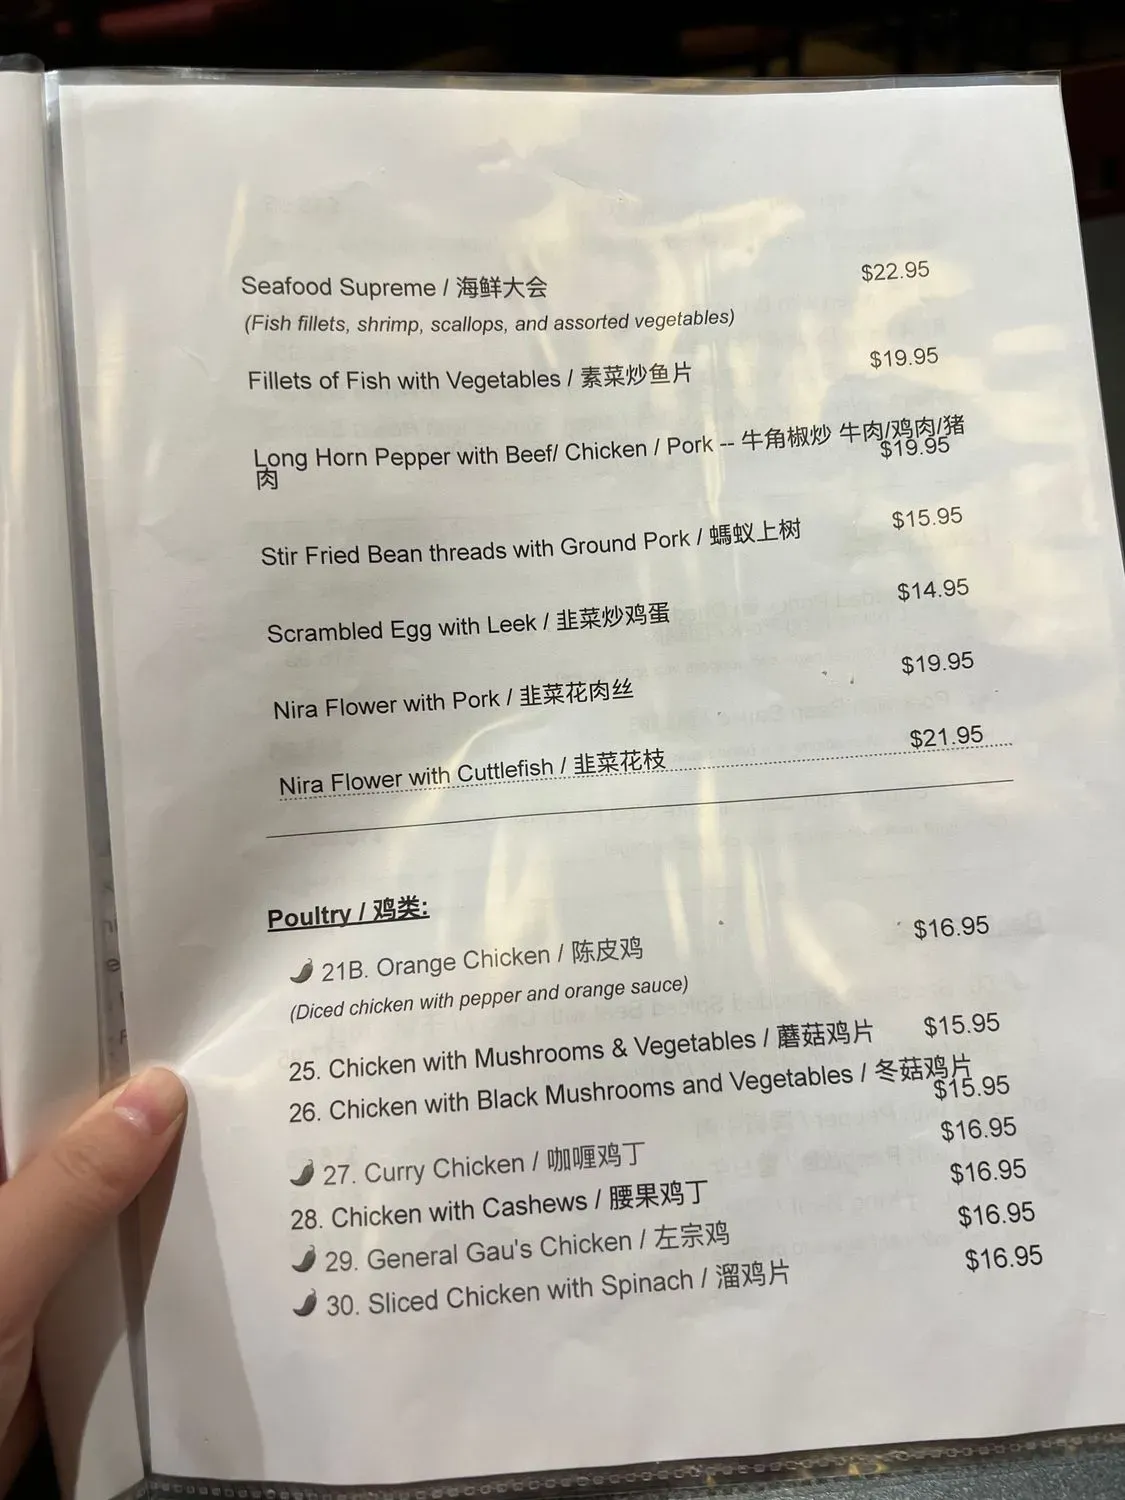 Seafood Supreme / 海鲜大会 $22.95
(Fish fillets, shrimp, scallops, and assorted vegetables)
Fillets of Fish with Vegetables / 素菜炒鱼片 $19.95
Long Horn Pepper with Beef/ Chicken / Pork -- 牛角椒炒 牛肉/鸡肉/猪
肉 $19.95
Stir Fried Bean threads with Ground Pork / 螞蚁上树 $15.95
Scrambled Egg with Leek / 韭菜炒鸡蛋 $14.95
Nira Flower with Pork / 韭菜花肉丝 $19.95
Nira Flower with Cuttlefish / 韭菜花枝 $21.95
Poultry / 鸡类:
21B. Orange Chicken / 陈皮鸡 $16.95
(Diced chicken with pepper and orange sauce)
25. Chicken with Mushrooms & Vegetables / 蘑菇鸡片 $15.95
26. Chicken with Black Mushrooms and Vegetables / 冬菇鸡片
$15.95
27. Curry Chicken / 咖喱鸡丁 $16.95
28. Chicken with Cashews / 腰果鸡丁 $16.95
29. General Gau's Chicken / 左宗鸡 $16.95
30. Sliced Chicken with Spinach / 溜鸡片 $16.95